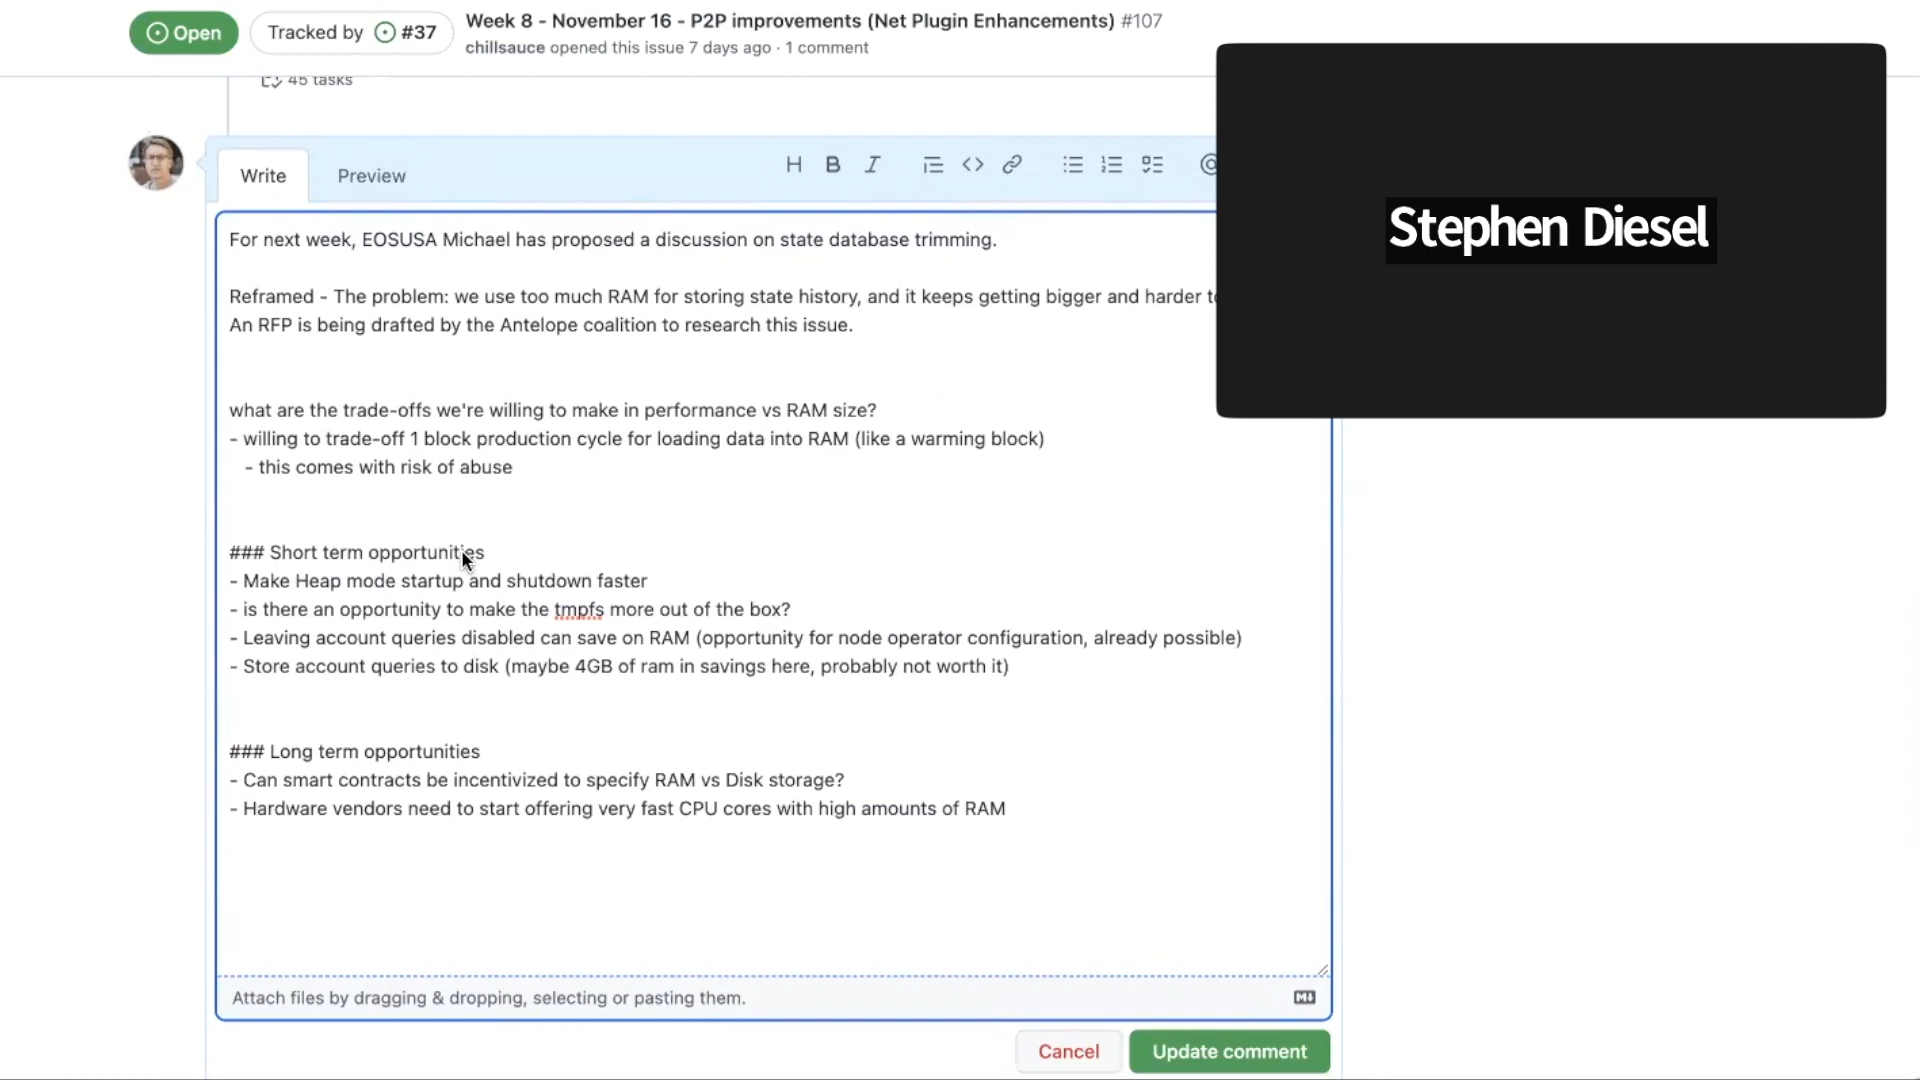 Open
Tracked by #37
Week 8 - November 16 - P2P improvements (Net Plugin Enhancements) #107
chillsauce opened this issue 7 days ago · 1 comment
45 tasks
Write
Preview
H B I
Stephen Diesel
For next week, EOSUSA Michael has proposed a discussion on state database trimming.
Reframed - The problem: we use too much RAM for storing state history, and it keeps getting bigger and harder
An RFP is being drafted by the Antelope coalition to research this issue.
what are the trade-offs we're willing to make in performance vs RAM size?
- willing to trade-off 1 block production cycle for loading data into RAM (like a warming block)
- this comes with risk of abuse
### Short term opportunities
- Make Heap mode startup and shutdown faster
- is there an opportunity to make the tmpfs more out of the box?
- Leaving account queries disabled can save on RAM (opportunity for node operator configuration, already possible)
- Store account queries to disk (maybe 4GB of ram in savings here, probably not worth it)
### Long term opportunities
- Can smart contracts be incentivized to specify RAM vs Disk storage?
- Hardware vendors need to start offering very fast CPU cores with high amounts of RAM
Attach files by dragging & dropping, selecting or pasting them.
Cancel
Update comment